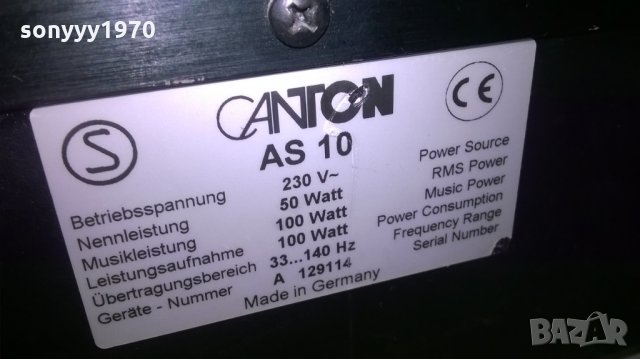 sonyyy1970
CANTON
AS 10
S
CE
Betriebsspannung 230 V~ Power Source
Nennleistung 50 Watt RMS Power
Musikleistung 100 Watt Music Power
Leistungsaufnahme 100 Watt Power Consumption
Übertragungsbereich 33...140 Hz Frequency Range
Geräte - Nummer A 129114 Serial Number
Made in Germany
BAZAR